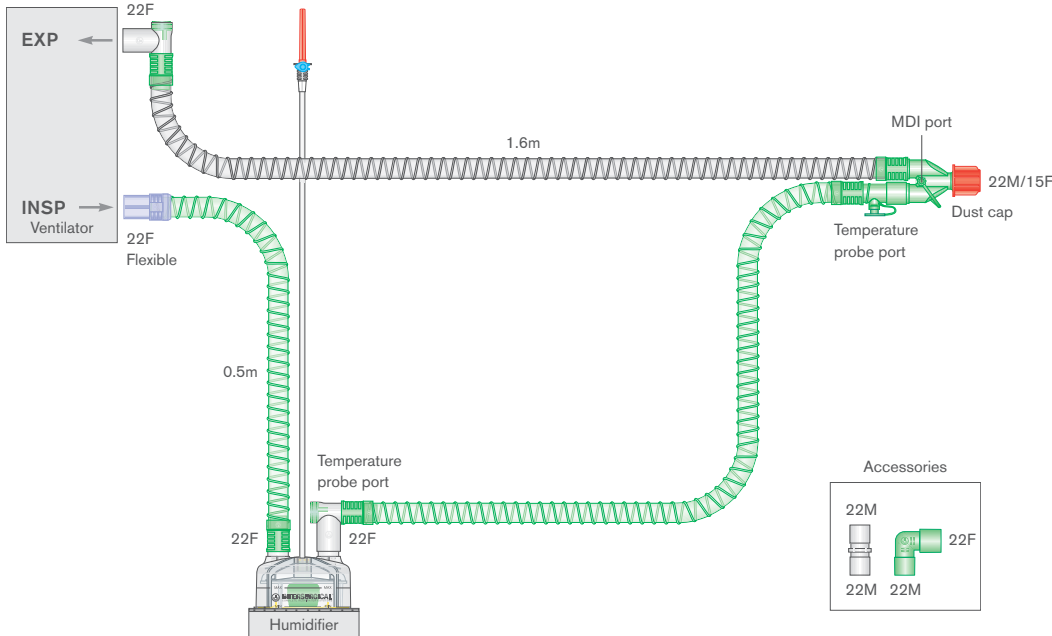 22F
EXP
1.6m
MDI port
22M/15F
Dust cap
INSP
Ventilator
22F
Flexible
Temperature
probe port
0.5m
Temperature
probe port
22F
22F
INTERSURGICAL
Humidifier
Accessories
22M
22F
22M
22M